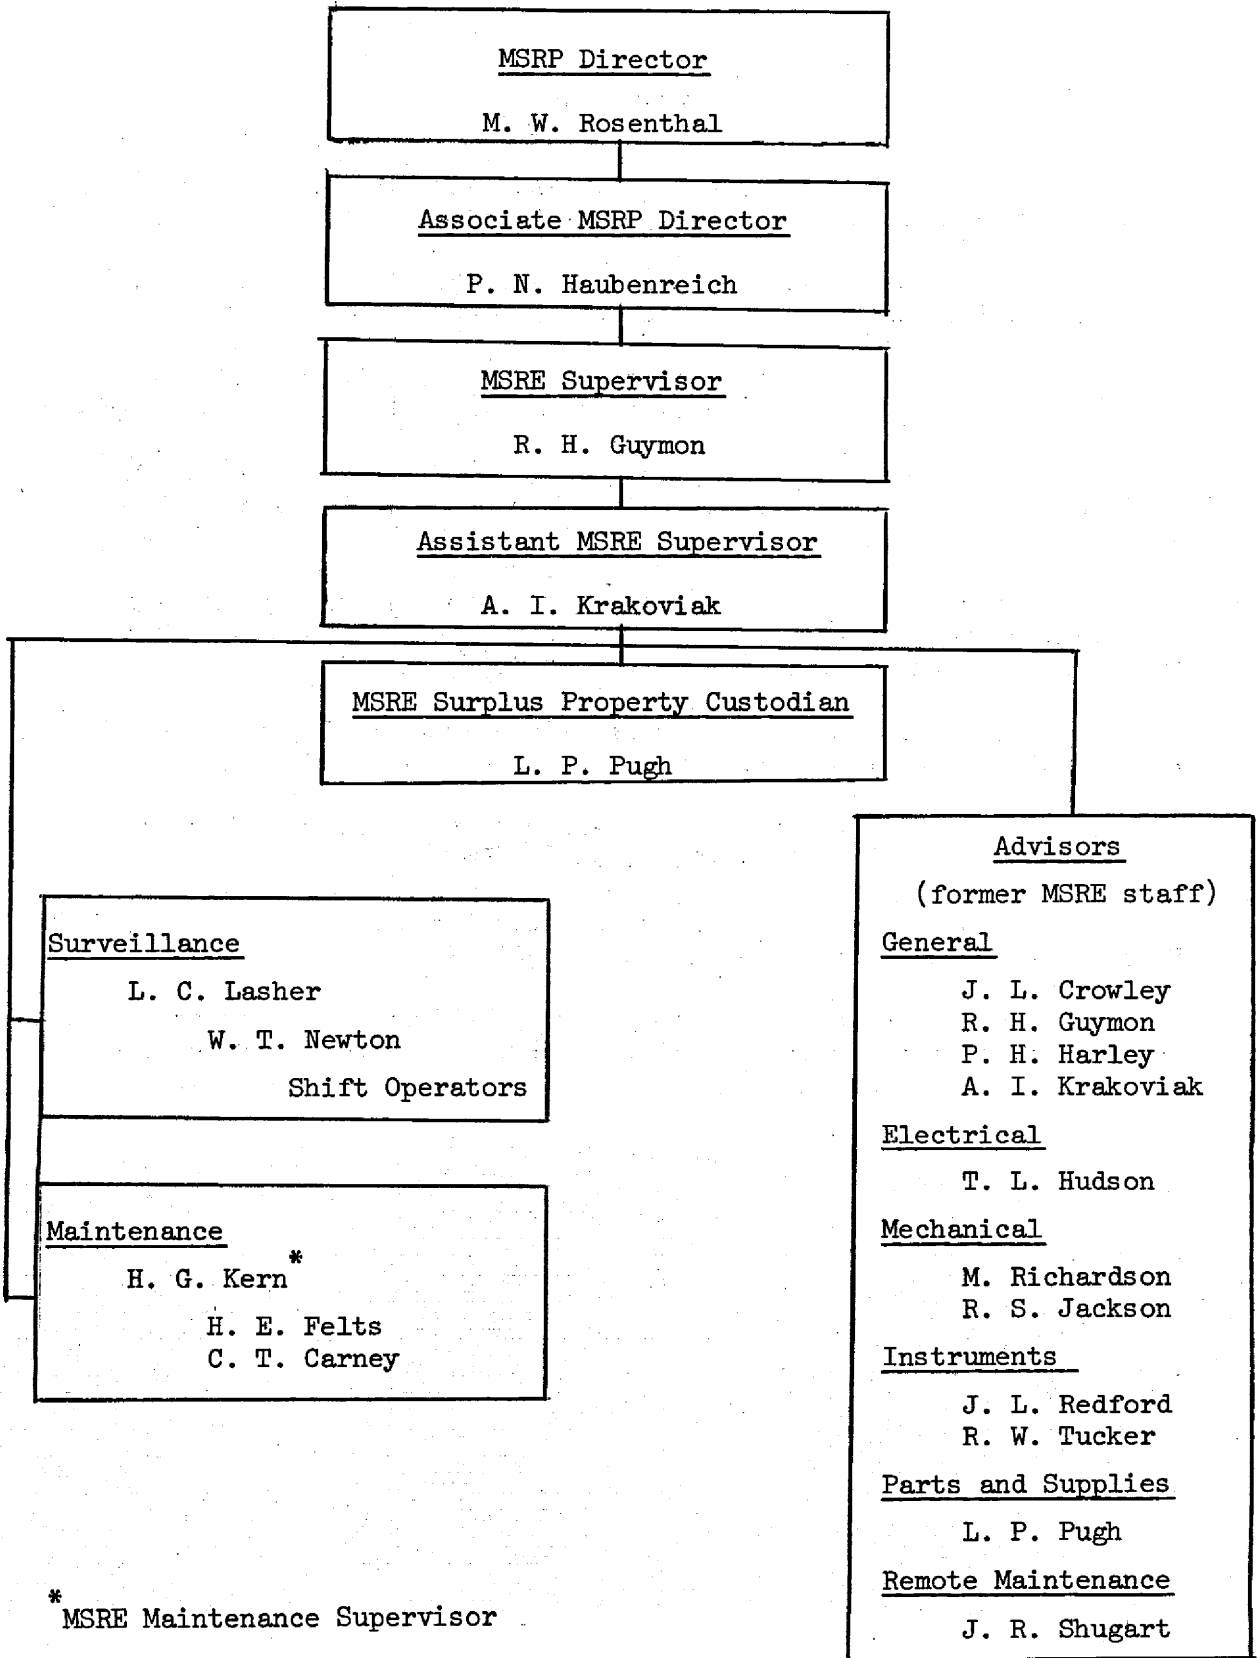 MSRP Director
M. W. Rosenthal
Associate MSRP Director
P. N. Haubenreich
MSRE Supervisor
R. H. Guymon
Assistant MSRE Supervisor
A. I. Krakoviak
MSRE Surplus Property Custodian
L. P. Pugh
Surveillance
L. C. Lasher
W. T. Newton
Shift Operators
Maintenance
H. G. Kern*
H. E. Felts
C. T. Carney
Advisors
(former MSRE staff)
General
J. L. Crowley
R. H. Guymon
P. H. Harley
A. I. Krakoviak
Electrical
T. L. Hudson
Mechanical
M. Richardson
R. S. Jackson
Instruments
J. L. Redford
R. W. Tucker
Parts and Supplies
L. P. Pugh
Remote Maintenance
J. R. Shugart
*MSRE Maintenance Supervisor